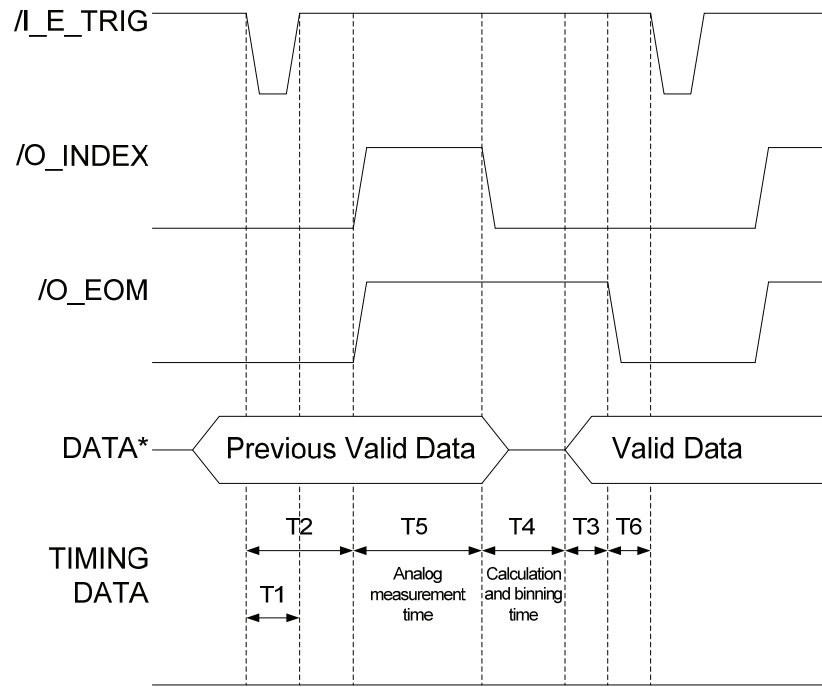 /I_E_TRIG
/O_INDEX
/O_EOM
DATA*
Previous Valid Data
Valid Data
TIMING
DATA
T2
T5
T4
T3
T6
T1
Analog
measurement
time
Calculation
and binning
time